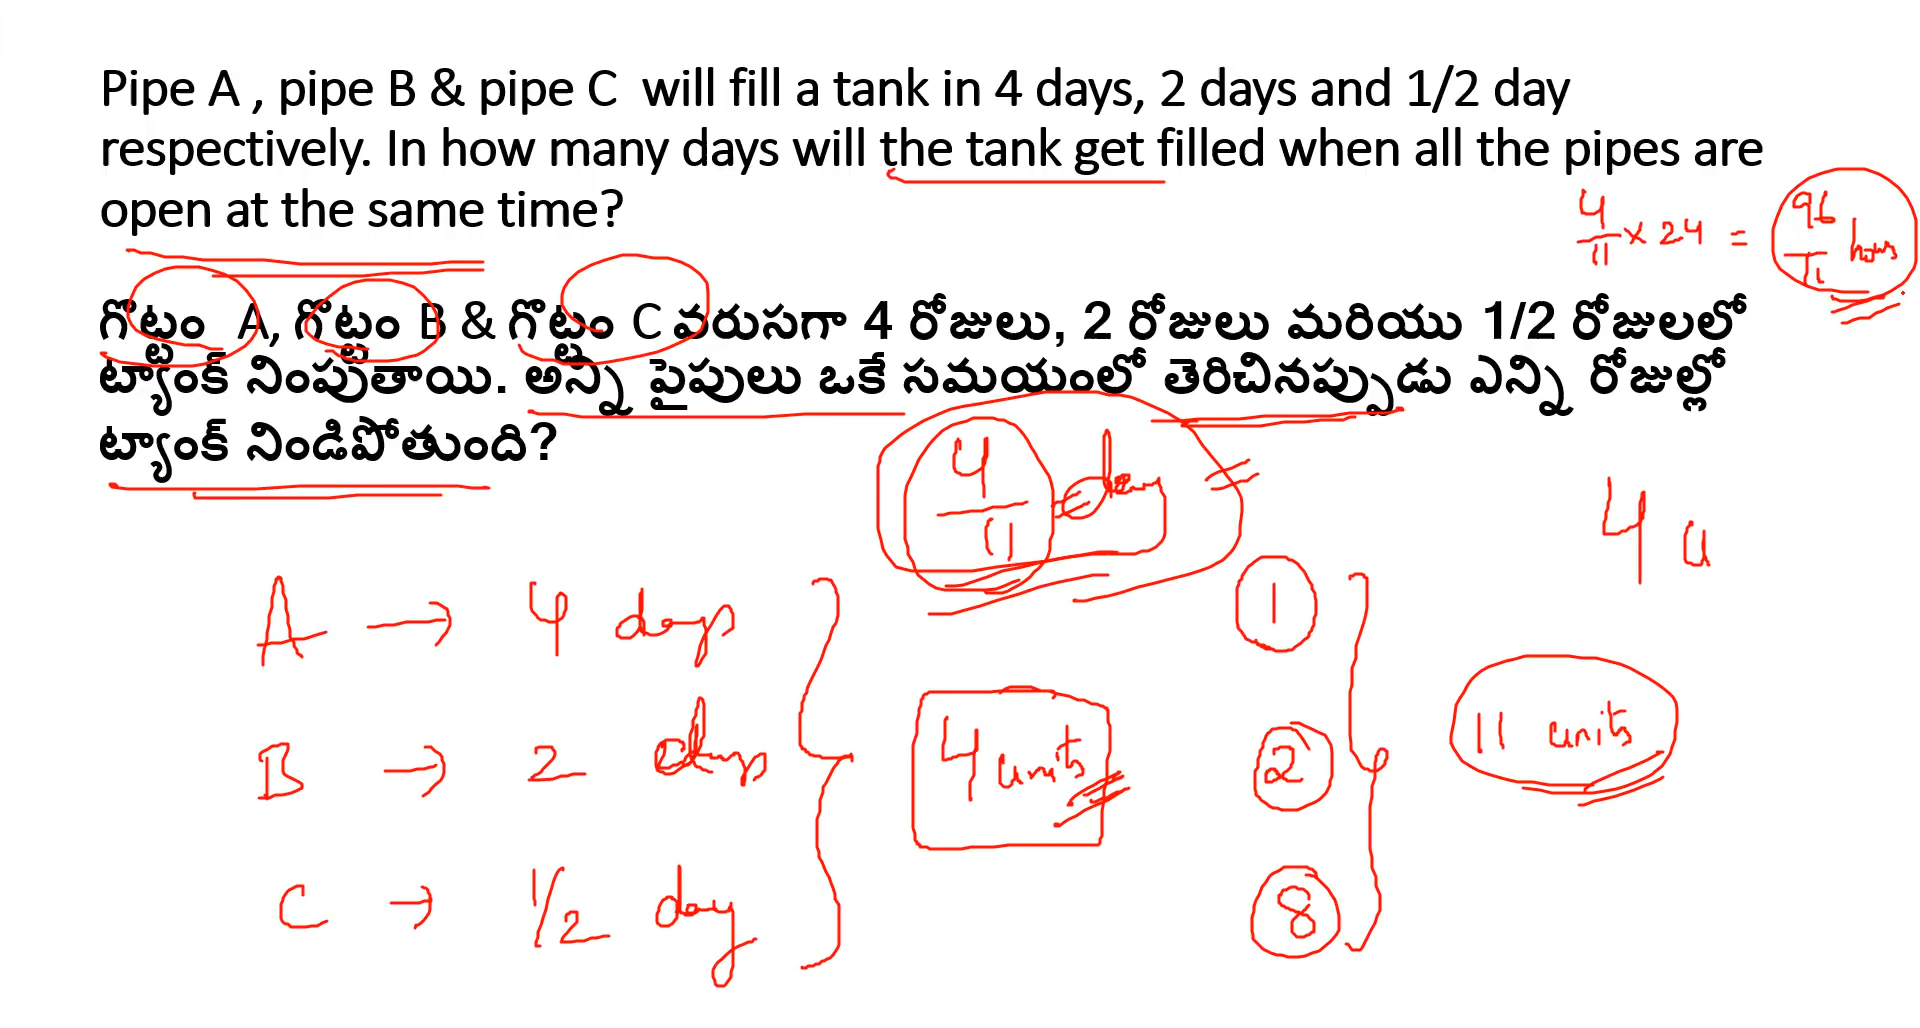 Pipe A , pipe B & pipe C will fill a tank in 4 days, 2 days and 1/2 day
respectively. In how many days will the tank get filled when all the pipes are
open at the same time?
4/11 x 24 = 96/11 hours
గొట్టం A, గొట్టం B & గొట్టం C వరుసగా 4 రోజులు, 2 రోజులు మరియు 1/2 రోజులలో
ట్యాంక్ నింపుతాయి. అన్ని పైపులు ఒకే సమయంలో తెరిచినప్పుడు ఎన్ని రోజుల్లో
ట్యాంక్ నిండిపోతుంది?
4/11 day
4 u
A → 4 days 1
B → 2 days 4 units 2 11 units
C → 1/2 day 8